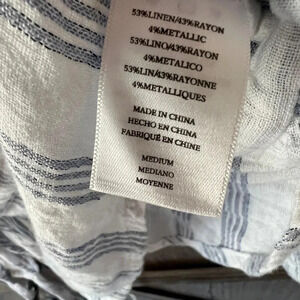 53%LINEN/43%RAYON
4%METALLIC
53%LINO/43%RAYON
4%METALICO
53%LIN/43%RAYONNE
4%METALLIQUES
MADE IN CHINA
HECHO EN CHINA
FABRIQUÉ EN CHINE
MEDIUM
MEDIANO
MOYENNE